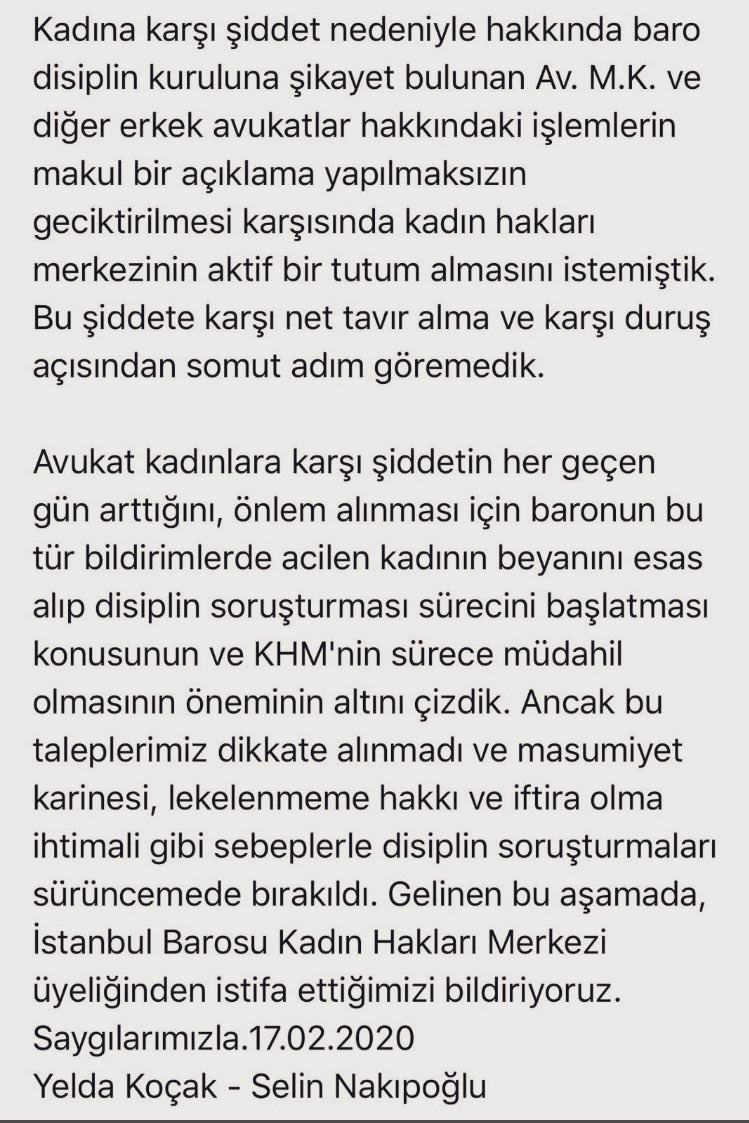 Kadına karşı şiddet nedeniyle hakkında baro
disiplin kuruluna şikayet bulunan Av. M.K. ve
diğer erkek avukatlar hakkındaki işlemlerin
makul bir açıklama yapılmaksızın
geciktirilmesi karşısında kadın hakları
merkezinin aktif bir tutum almasını istemiştik.
Bu şiddete karşı net tavır alma ve karşı duruş
açısından somut adım göremedik.

Avukat kadınlara karşı şiddetin her geçen
gün arttığını, önlem alınması için baronun bu
tür bildirimlerde acilen kadının beyanını esas
alıp disiplin soruşturması sürecini başlatması
konusunun ve KHM'nin sürece müdahil
olmasının öneminin altını çizdik. Ancak bu
taleplerimiz dikkate alınmadı ve masumiyet
karinesi, lekelenmeme hakkı ve iftira olma
ihtimali gibi sebeplerle disiplin soruşturmaları
sürüncemede bırakıldı. Gelinen bu aşamada,
İstanbul Barosu Kadın Hakları Merkezi
üyeliğinden istifa ettiğimizi bildiriyoruz.
Saygılarımızla.17.02.2020
Yelda Koçak - Selin Nakıpoğlu